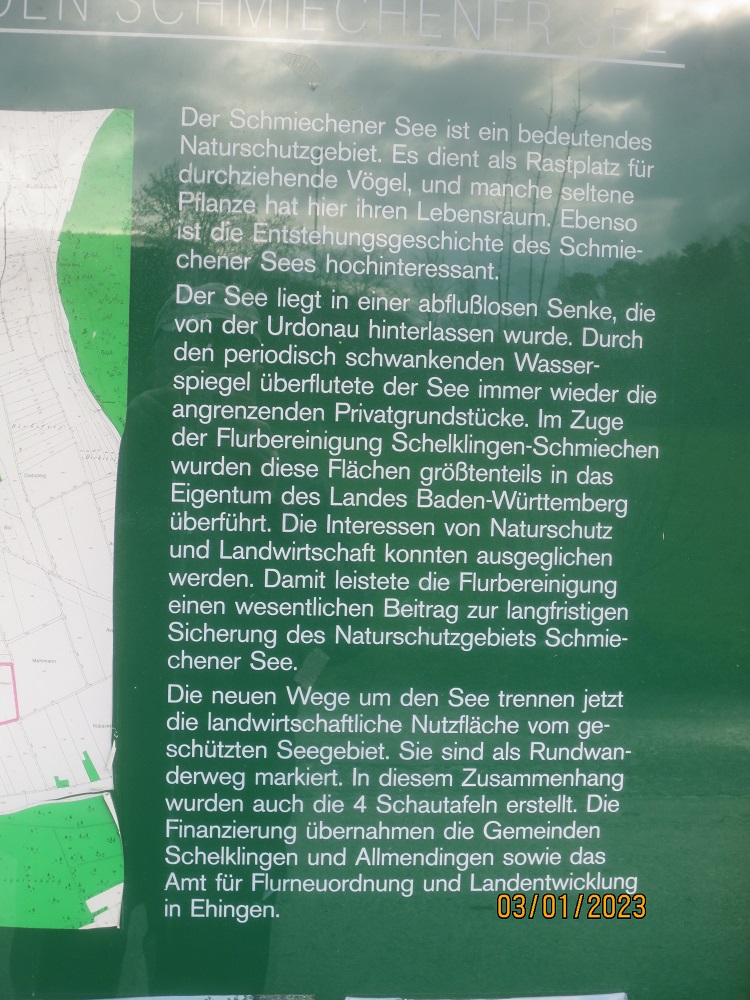 DEN SCHMIECHENER SEE
Der Schmiechener See ist ein bedeutendes
Naturschutzgebiet. Es dient als Rastplatz für
durchziehende Vögel, und manche seltene
Pflanze hat hier ihren Lebensraum. Ebenso
ist die Entstehungsgeschichte des Schmie-
chener Sees hochinteressant.
Der See liegt in einer abflußlosen Senke, die
von der Urdonau hinterlassen wurde. Durch
den periodisch schwankenden Wasser-
spiegel überflutete der See immer wieder die
angrenzenden Privatgrundstücke. Im Zuge
der Flurbereinigung Schelklingen-Schmiechen
wurden diese Flächen größtenteils in das
Eigentum des Landes Baden-Württemberg
überführt. Die Interessen von Naturschutz
und Landwirtschaft konnten ausgeglichen
werden. Damit leistete die Flurbereinigung
einen wesentlichen Beitrag zur langfristigen
Sicherung des Naturschutzgebiets Schmie-
chener See.
Die neuen Wege um den See trennen jetzt
die landwirtschaftliche Nutzfläche vom ge-
schützten Seegebiet. Sie sind als Rundwan-
derweg markiert. In diesem Zusammenhang
wurden auch die 4 Schautafeln erstellt. Die
Finanzierung übernahmen die Gemeinden
Schelklingen und Allmendingen sowie das
Amt für Flurneuordnung und Landentwicklung
in Ehingen.
03/01/2023